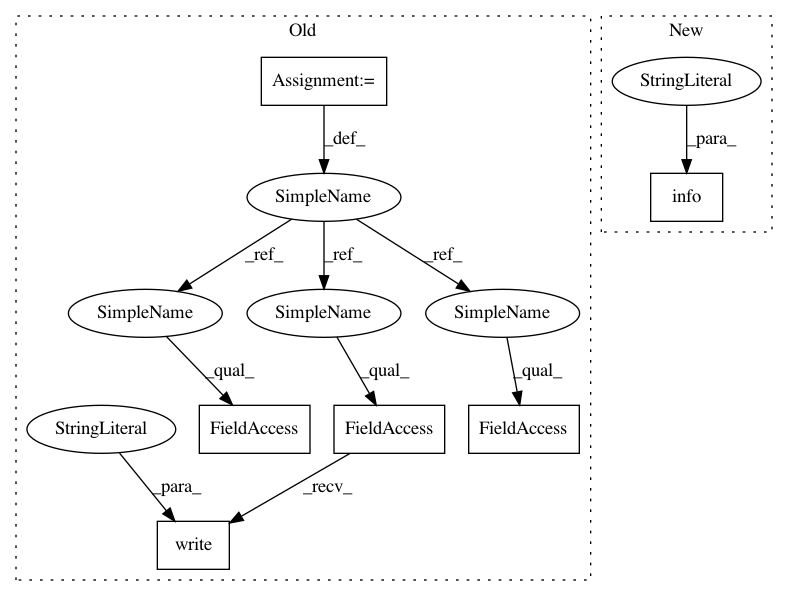 Old
New
Assignment:=
StringLiteral
_def_
_para_
SimpleName
info
_ref_
_ref_
_ref_
SimpleName
SimpleName
SimpleName
_qual_
_qual_
_qual_
StringLiteral
FieldAccess
FieldAccess
FieldAccess
_para_
_recv_
write